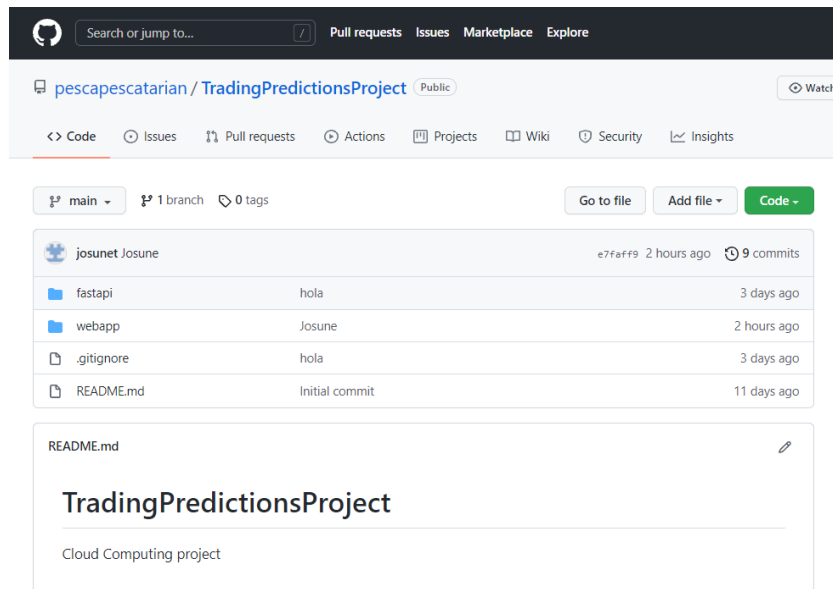 Search or jump to... / Pull requests Issues Marketplace Explore
pescapescatarian / TradingPredictionsProject Public Watch
<> Code Issues Pull requests Actions Projects Wiki Security Insights
main 1 branch 0 tags Go to file Add file Code
josunet Josune e7faff9 2 hours ago 9 commits
fastapi hola 3 days ago
webapp Josune 2 hours ago
.gitignore hola 3 days ago
README.md Initial commit 11 days ago
README.md
TradingPredictionsProject
Cloud Computing project